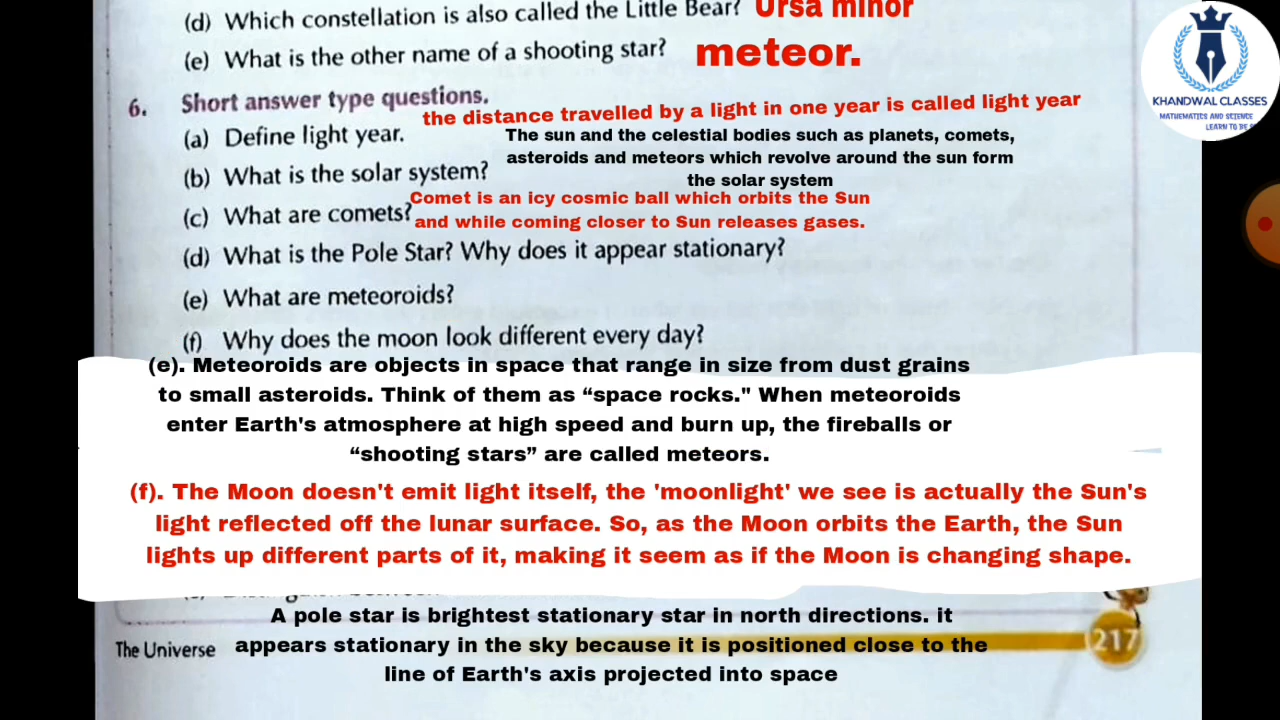 (d) Which constellation is also called the Little Bear? Ursa minor
(e) What is the other name of a shooting star? meteor.
6. Short answer type questions.
the distance travelled by a light in one year is called light year
(a) Define light year.
The sun and the celestial bodies such as planets, comets,
asteroids and meteors which revolve around the sun form
the solar system
(b) What is the solar system?
Comet is an icy cosmic ball which orbits the Sun
and while coming closer to Sun releases gases.
(c) What are comets?
(d) What is the Pole Star? Why does it appear stationary?
(e) What are meteoroids?
(f) Why does the moon look different every day?
(e). Meteoroids are objects in space that range in size from dust grains
to small asteroids. Think of them as “space rocks." When meteoroids
enter Earth's atmosphere at high speed and burn up, the fireballs or
“shooting stars” are called meteors.
(f). The Moon doesn't emit light itself, the 'moonlight' we see is actually the Sun's
light reflected off the lunar surface. So, as the Moon orbits the Earth, the Sun
lights up different parts of it, making it seem as if the Moon is changing shape.
A pole star is brightest stationary star in north directions. it
appears stationary in the sky because it is positioned close to the
line of Earth's axis projected into space
The Universe
217
KHANDWAL CLASSES
MATHEMATICS AND SCIENCE
LEARN TO BE